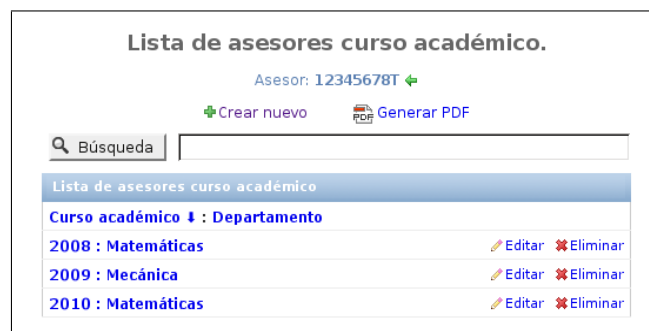 Lista de asesores curso académico.
Asesor: 12345678T
Crear nuevo PDF Generar PDF
Búsqueda
Lista de asesores curso académico
Curso académico ⬇ : Departamento
2008 : Matemáticas Editar Eliminar
2009 : Mecánica Editar Eliminar
2010 : Matemáticas Editar Eliminar